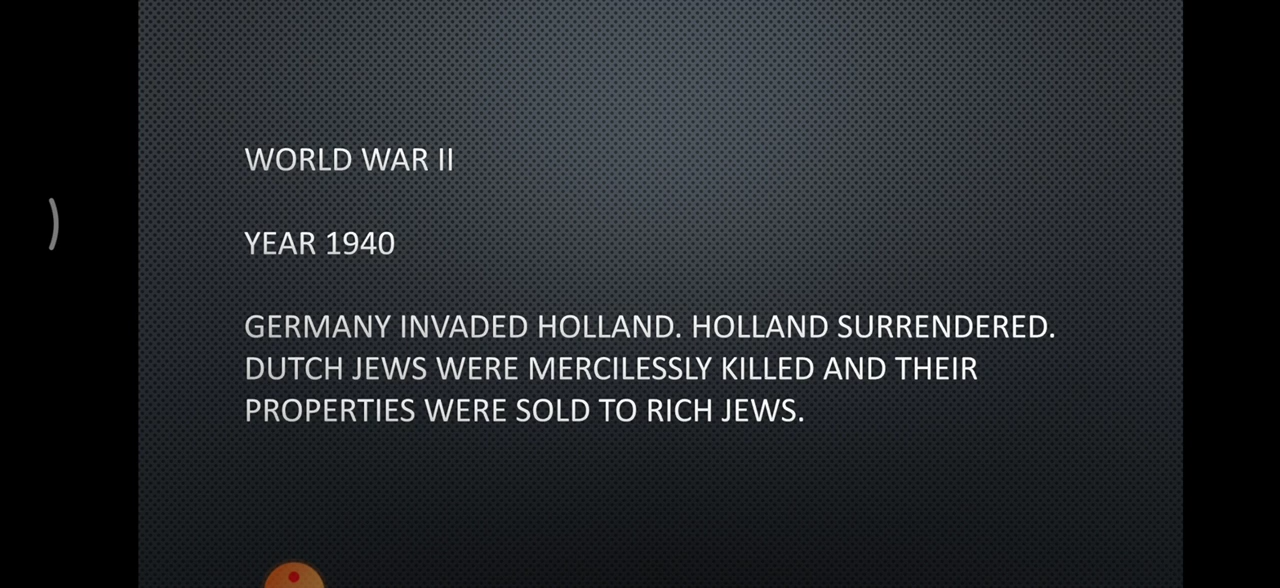 WORLD WAR II
YEAR 1940
GERMANY INVADED HOLLAND. HOLLAND SURRENDERED.
DUTCH JEWS WERE MERCILESSLY KILLED AND THEIR
PROPERTIES WERE SOLD TO RICH JEWS.